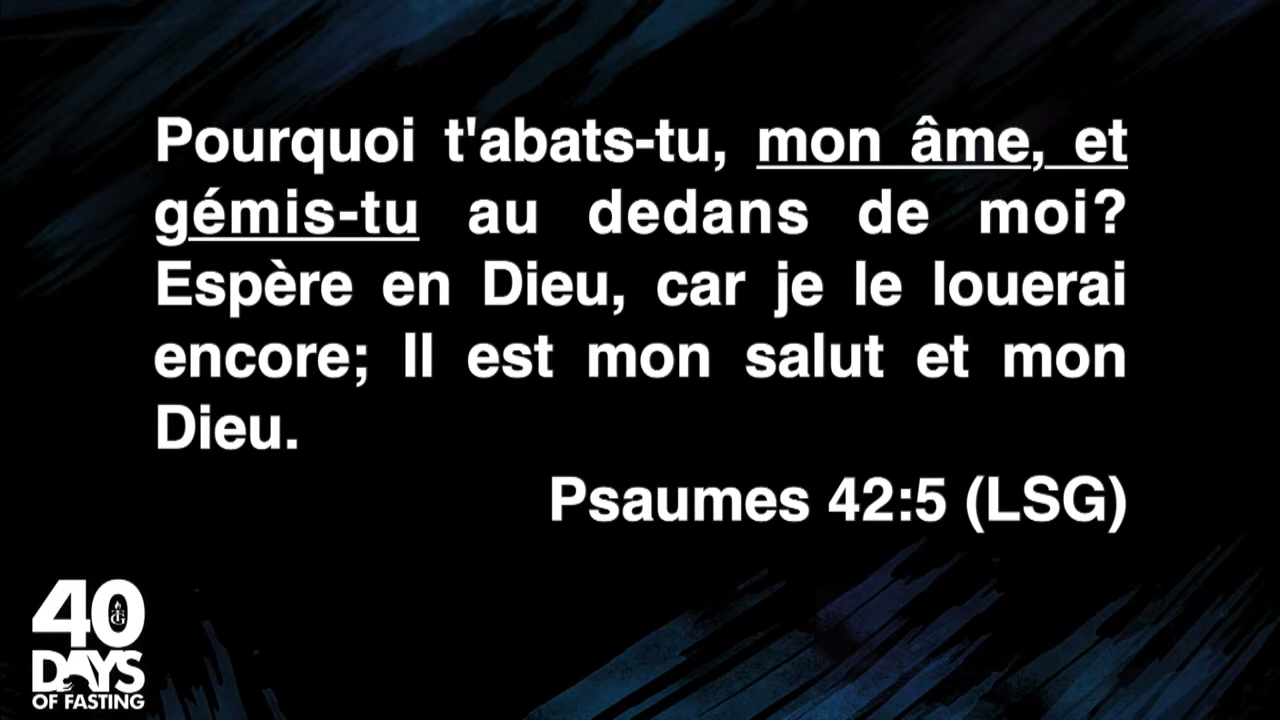 Pourquoi t'abats-tu, mon âme, et
gémis-tu au dedans de moi?
Espère en Dieu, car je le louerai
encore; Il est mon salut et mon
Dieu.
Psaumes 42:5 (LSG)
40
DAYS
OF FASTING